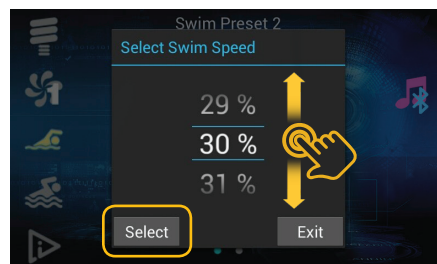 Swim Preset 2
Select Swim Speed
29 %
30 %
31 %
Select
Exit